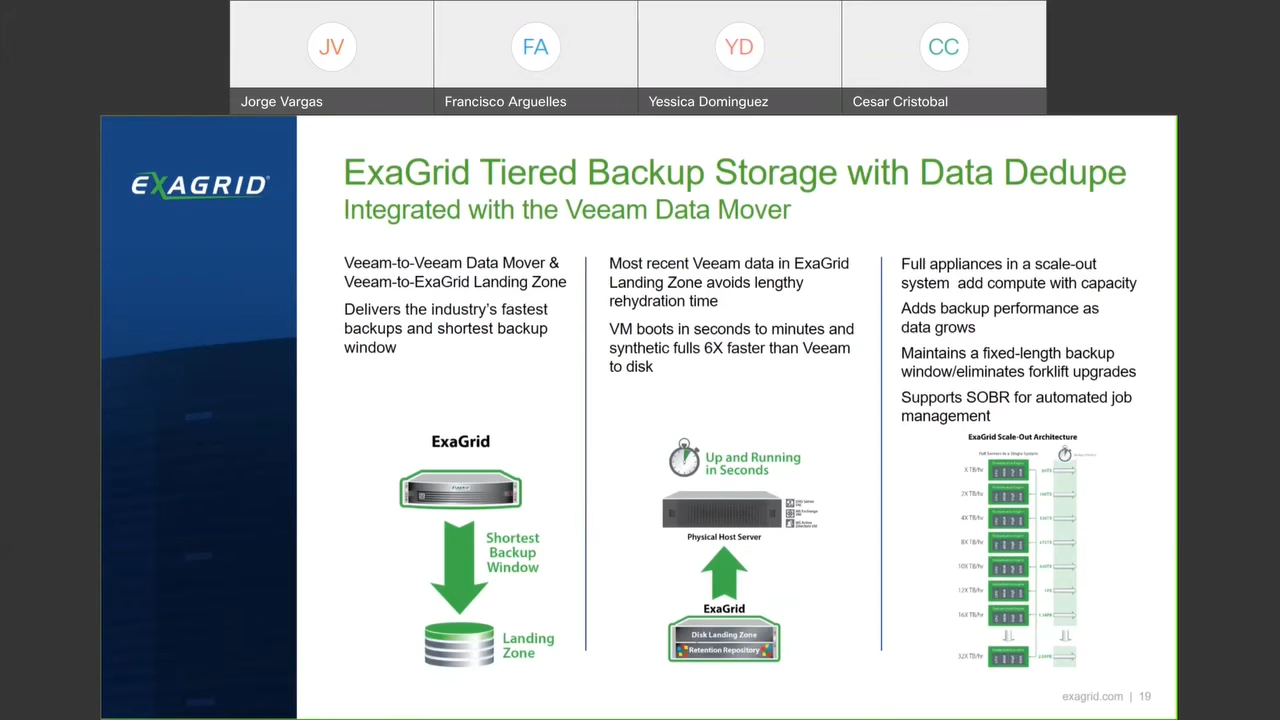 JV
FA
YD
CC
Jorge Vargas
Francisco Arguelles
Yessica Dominguez
Cesar Cristobal
EXAGRID®
ExaGrid Tiered Backup Storage with Data Dedupe
Integrated with the Veeam Data Mover
Veeam-to-Veeam Data Mover &
Veeam-to-ExaGrid Landing Zone
Delivers the industry's fastest
backups and shortest backup
window
ExaGrid
Shortest
Backup
Window
Landing
Zone
Most recent Veeam data in ExaGrid
Landing Zone avoids lengthy
rehydration time
VM boots in seconds to minutes and
synthetic fulls 6X faster than Veeam
to disk
Up and Running
in Seconds
Physical Host Server
ExaGrid
Disk Landing Zone
Retention Repository
Full appliances in a scale-out
system  add compute with capacity
Adds backup performance as
data grows
Maintains a fixed-length backup
window/eliminates forklift upgrades
Supports SOBR for automated job
management
ExaGrid Scale-Out Architecture
Full Servers in a Single System
X TB/hr
2X TB/hr
4X TB/hr
8X TB/hr
10X TB/hr
12X TB/hr
16X TB/hr
32X TB/hr
exagrid.com | 19